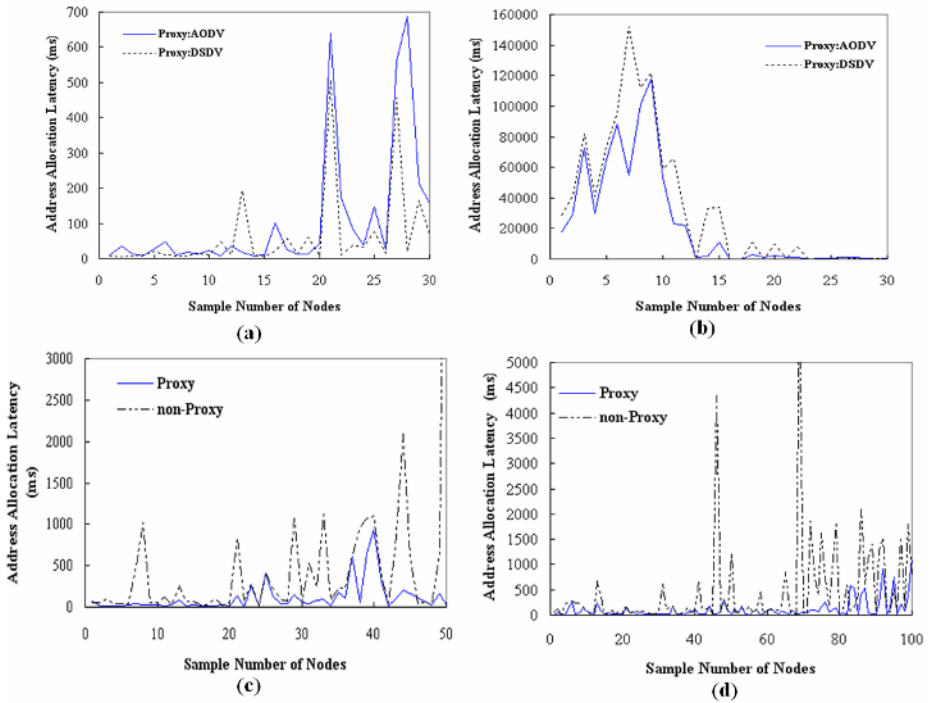 Address Allocation Latency (ms)
700
600
500
400
300
200
100
0
Proxy:AODV
Proxy:DSDV
0 5 10 15 20 25 30
Sample Number of Nodes
(a)
Address Allocation Latency (ms)
160000
140000
120000
100000
80000
60000
40000
20000
0
Proxy:AODV
Proxy:DSDV
0 5 10 15 20 25 30
Sample Number of Nodes
(b)
Address Allocation Latency
(ms)
3000
2500
2000
1500
1000
500
0
Proxy
non-Proxy
0 10 20 30 40 50
Sample Number of Nodes
(c)
Address Allocation Latency (ms)
5000
4500
4000
3500
3000
2500
2000
1500
1000
500
0
Proxy
non-Proxy
0 20 40 60 80 100
Sample Number of Nodes
(d)